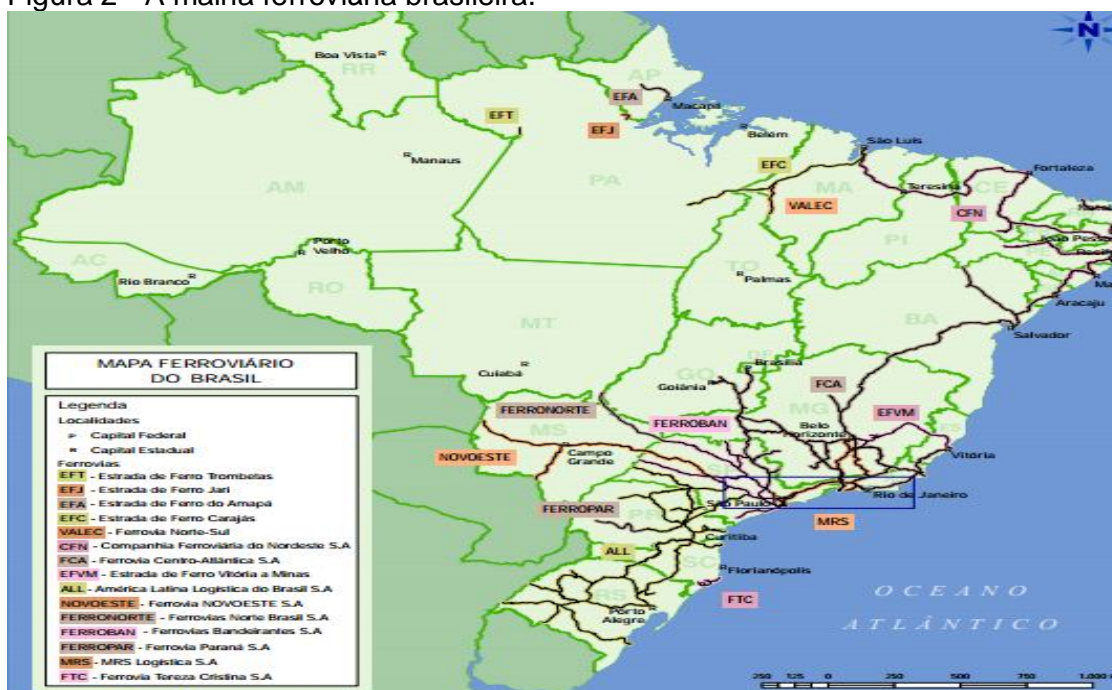 Figura 2 - A malha ferroviária brasileira.
N
Boa Vista
RR
AP
EFA
Macapá
EFT
EFJ
Belém
São Luís
Manaus
EFC
Fortaleza
AM
PA
MA
Teresina
CE
VALEC
CFN
PI
João Pesso
Porto
Velho
AC
Rio Branco
RO
TO
Palmas
Aracaju
BA
MT
Salvador
MAPA FERROVIÁRIO
DO BRASIL
Cuiabá
DF
Brasília
GO
Goiânia
FCA
FERRONORTE
FERROBAN
MG
EFVM
Belo
Horizonte
ES
MS
NOVOESTE
Campo
Grande
Vitória
São Paulo
Rio de Janeiro
FERROPAR
PR
MRS
Curitiba
ALL
SC
Florianópolis
FTC
RS
Porto
Alegre
OCEANO
ATLÂNTICO
Legenda
Localidades
Capital Federal
Capital Estadual
Ferrovias
EFT - Estrada de Ferro Trombetas
EFJ - Estrada de Ferro Jari
EFA - Estrada de Ferro do Amapá
EFC - Estrada de Ferro Carajás
VALEC - Ferrovia Norte-Sul
CFN - Companhia Ferroviária do Nordeste S.A
FCA - Ferrovia Centro-Atlântica S.A
EFVM - Estrada de Ferro Vitória a Minas
ALL - América Latina Logística do Brasil S.A
NOVOESTE - Ferrovia NOVOESTE S.A
FERRONORTE - Ferrovias Norte Brasil S.A
FERROBAN - Ferrovias Bandeirantes S.A
FERROPAR - Ferrovia Paraná S.A
MRS - MRS Logística S.A
FTC - Ferrovia Tereza Cristina S.A
250 125 0 250 500 750 1.000